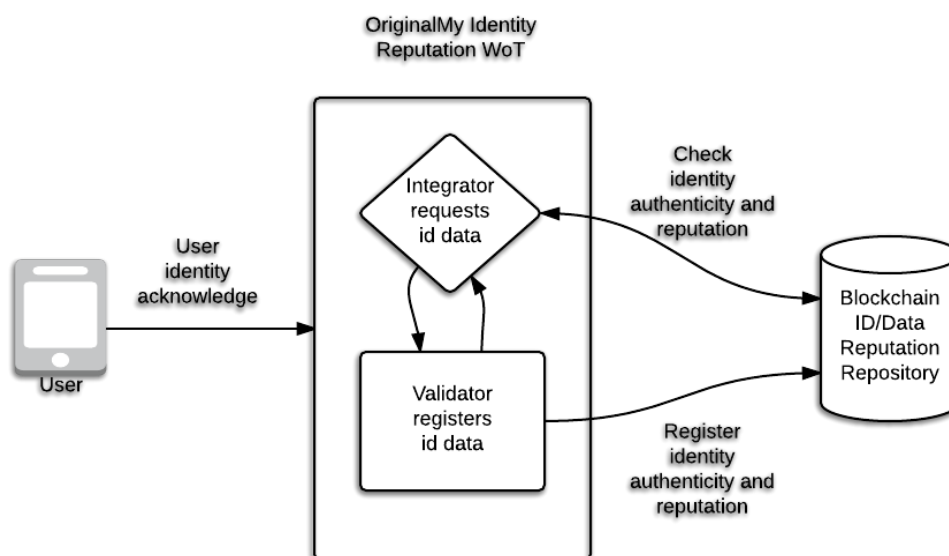 OriginalMy Identity
Reputation WoT
Integrator
requests
id data
Check
identity
authenticity and
reputation
User
identity
acknowledge
User
Blockchain
ID/Data
Reputation
Repository
Validator
registers
id data
Register
identity
authenticity and
reputation